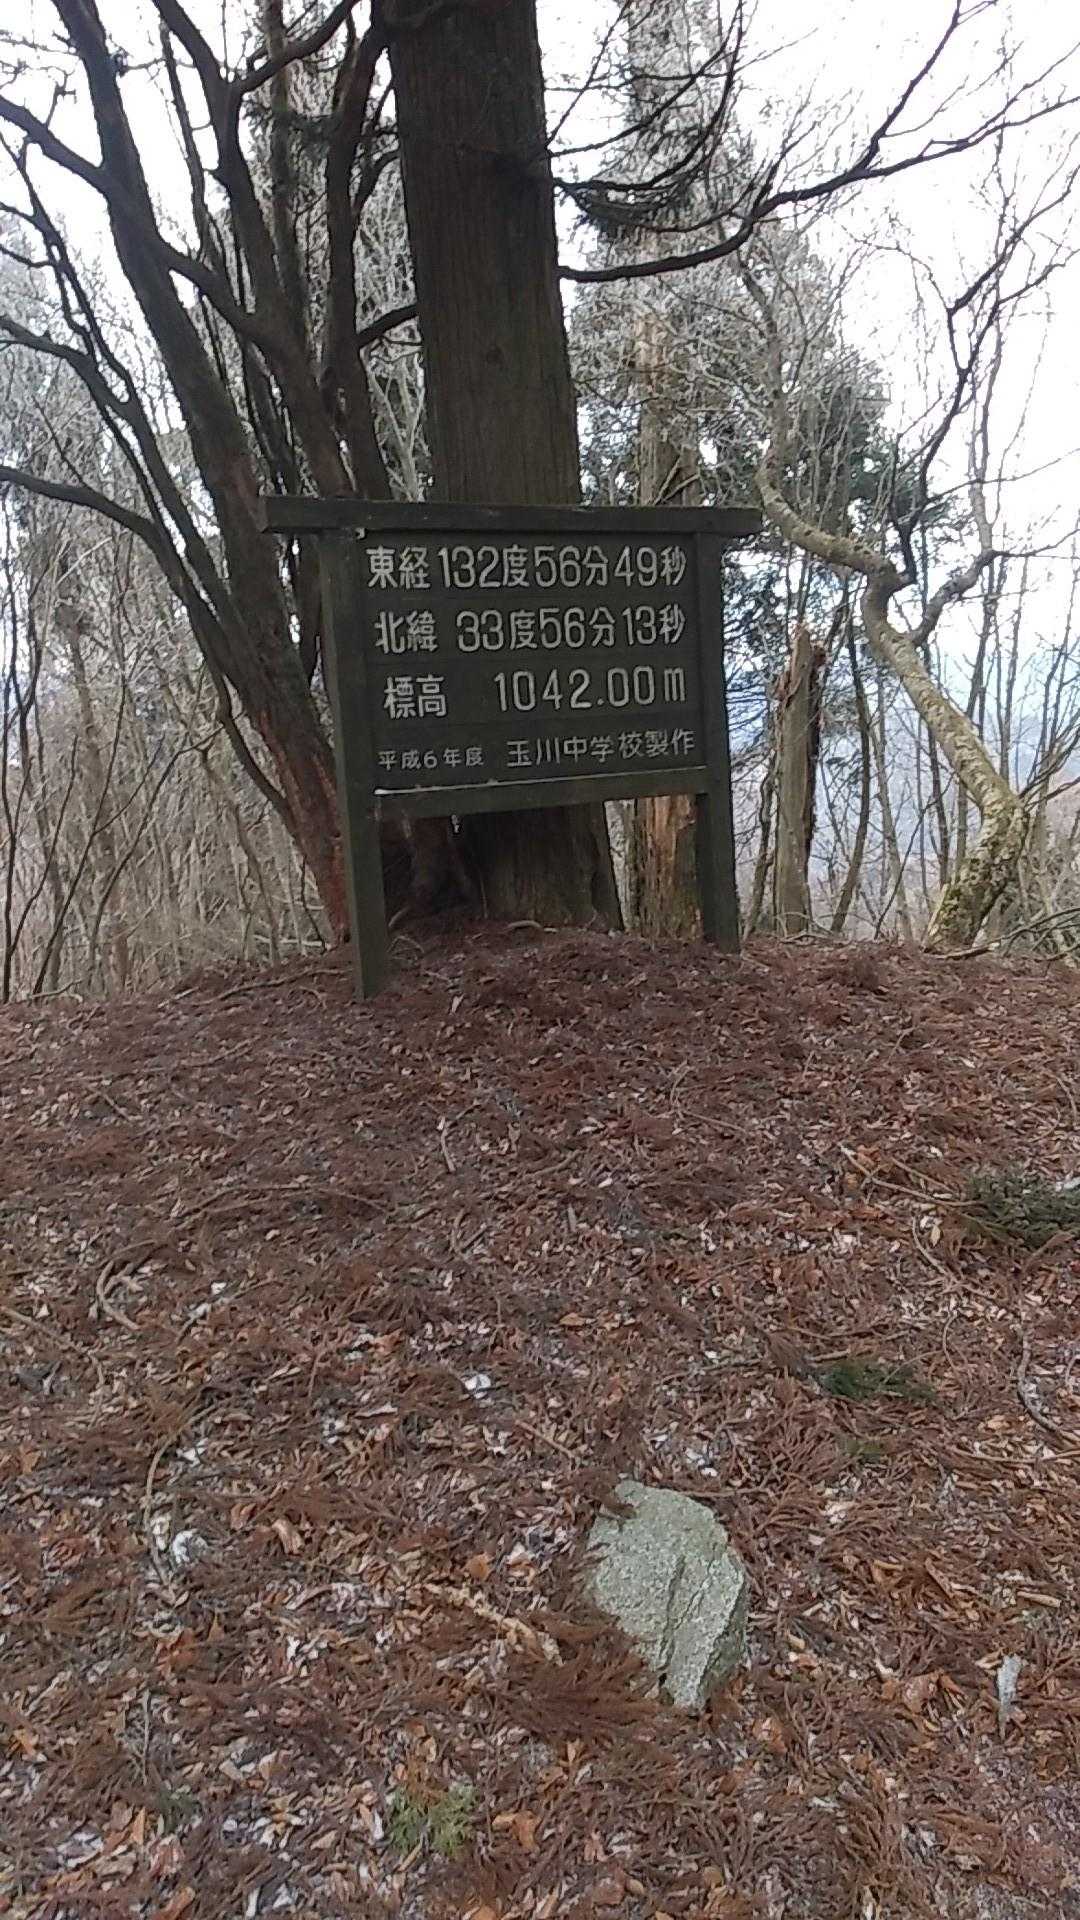 東経 132度56分49秒
北緯 33度56分13秒
標高 1042.00m
平成6年度 玉川中学校製作